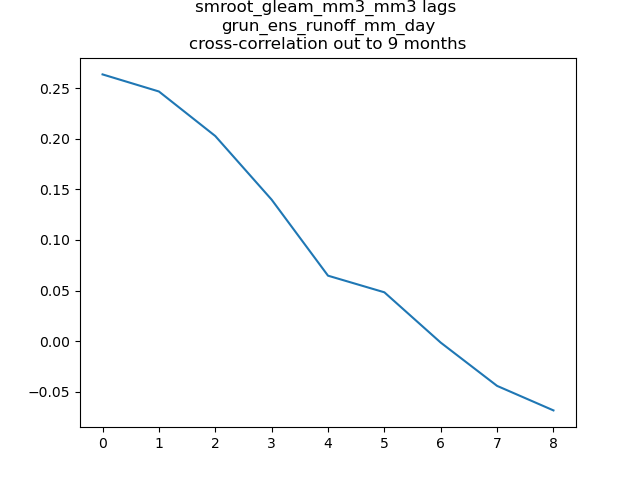 smroot_gleam_mm3_mm3 lags
grun_ens_runoff_mm_day
cross-correlation out to 9 months
0.25
0.20
0.15
0.10
0.05
0.00
−0.05
0 1 2 3 4 5 6 7 8